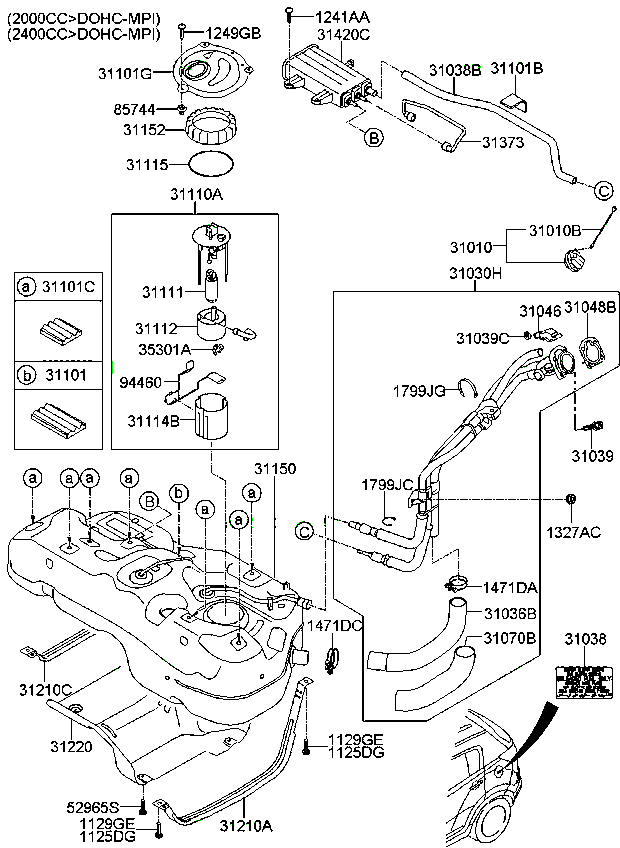 (2000CC>DOHC-MPI)
(2400CC>DOHC-MPI)
1249GB
1241AA
31420C
31101G
31038B
31101B
85744
31152
B
31373
31115
C
31110A
31010B
31010
31030H
a 31101C
31111
31046
31048B
31112
31039C
35301A
b 31101
94460
1799JG
31114B
31039
31150
1799JC
a
a
a
a
B
b
a
a
a
C
1327AC
1471DA
31036B
1471DC
31070B
31038
31210C
31220
1129GE
1125DG
52965S
1129GE
1125DG
31210A